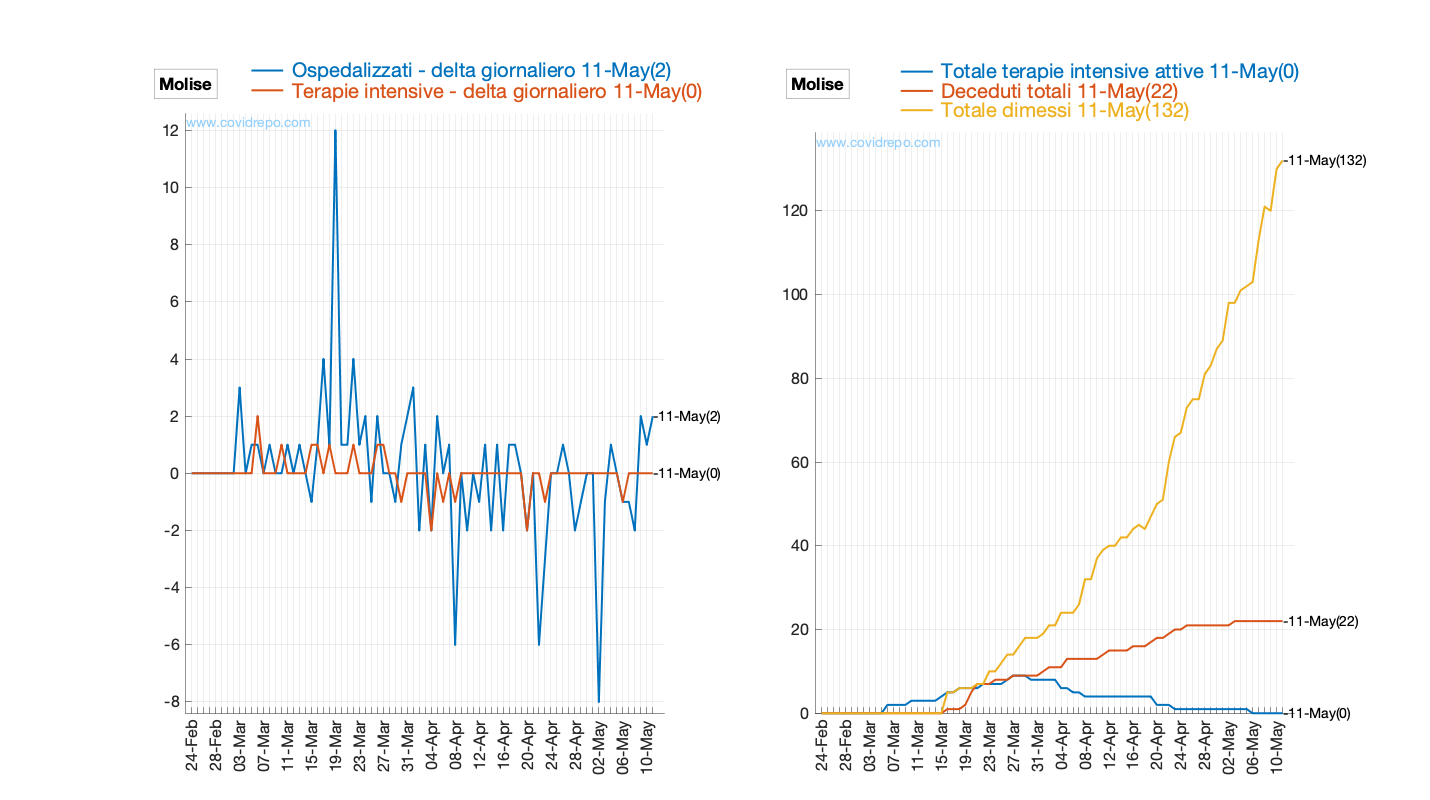 Molise
Ospedalizzati - delta giornaliero 11-May(2)
Terapie intensive - delta giornaliero 11-May(0)
www.covidrepo.com
12
10
8
6
4
2
0
-2
-4
-6
-8
-11-May(2)
-11-May(0)
24-Feb
28-Feb
03-Mar
07-Mar
11-Mar
15-Mar
19-Mar
23-Mar
27-Mar
31-Mar
04-Apr
08-Apr
12-Apr
16-Apr
20-Apr
24-Apr
28-Apr
02-May
06-May
10-May
Molise
Totale terapie intensive attive 11-May(0)
Deceduti totali 11-May(22)
Totale dimessi 11-May(132)
www.covidrepo.com
120
100
80
60
40
20
0
-11-May(132)
-11-May(22)
-11-May(0)
24-Feb
28-Feb
03-Mar
07-Mar
11-Mar
15-Mar
19-Mar
23-Mar
27-Mar
31-Mar
04-Apr
08-Apr
12-Apr
16-Apr
20-Apr
24-Apr
28-Apr
02-May
06-May
10-May